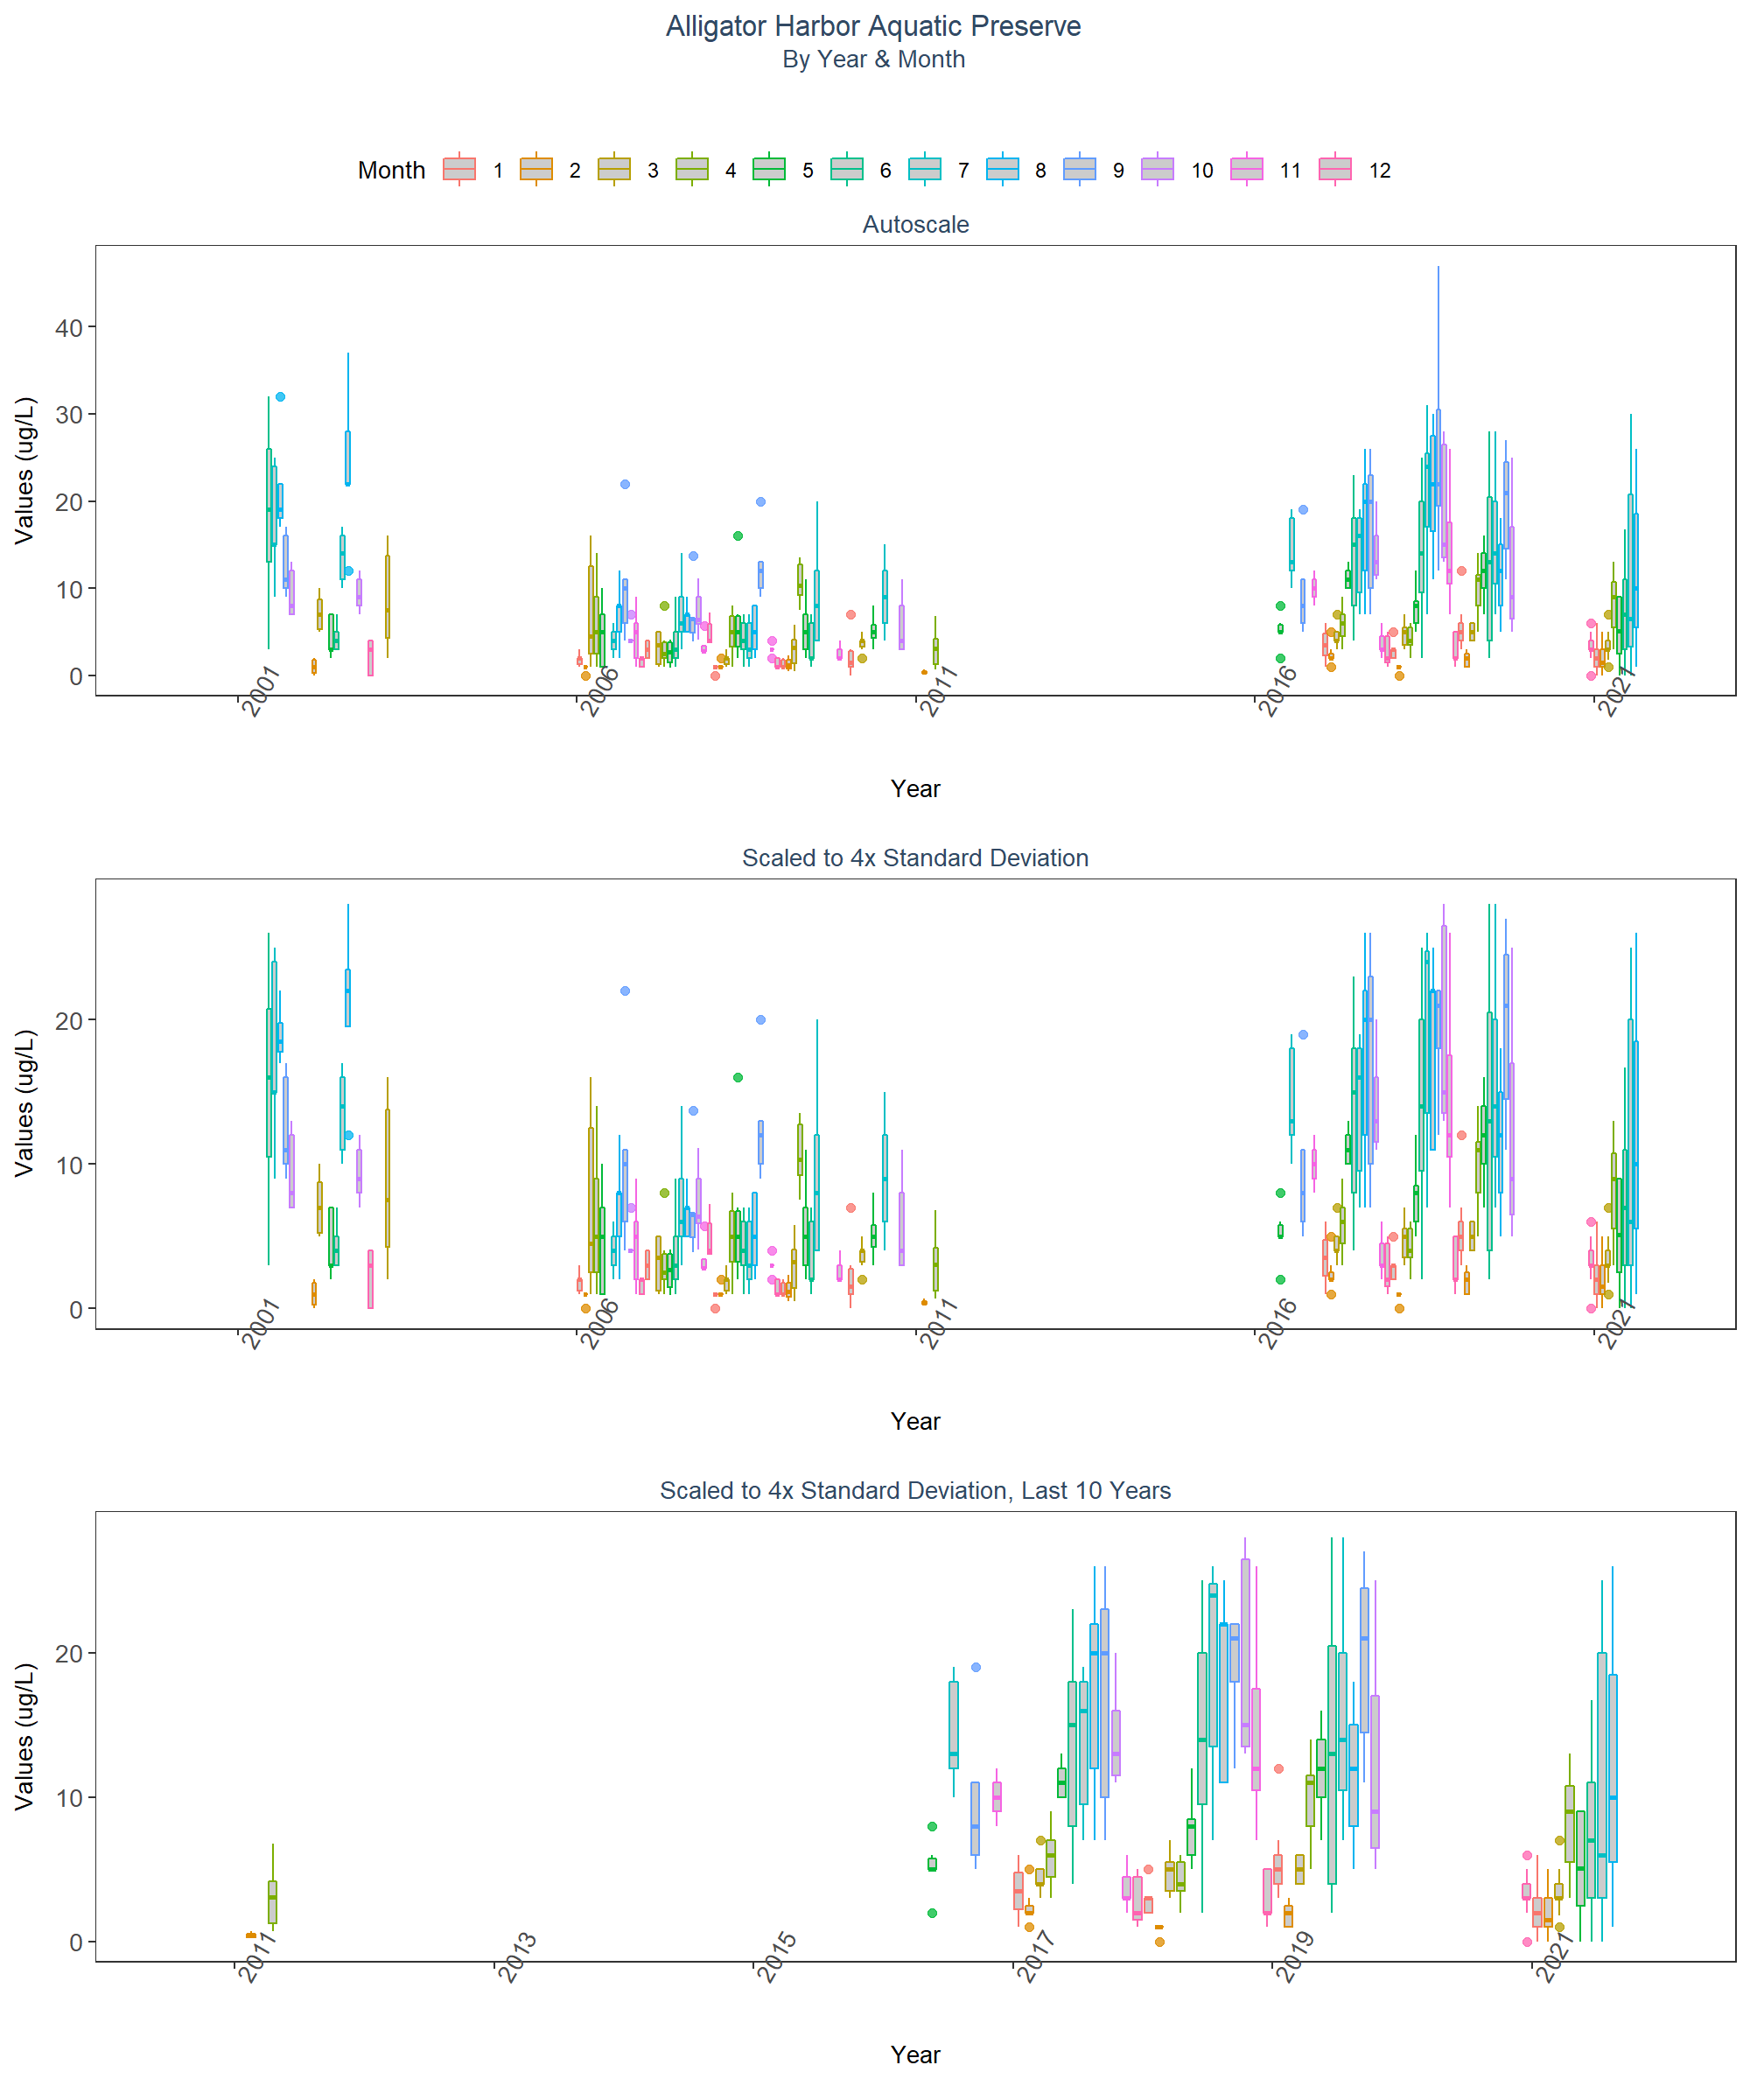 Alligator Harbor Aquatic Preserve
By Year & Month
Month 1 2 3 4 5 6 7 8 9 10 11 12
Autoscale
Values (ug/L)
40
30
20
10
0
2001 2006 2011 2016 2021
Year
Scaled to 4x Standard Deviation
Values (ug/L)
20
10
0
2001 2006 2011 2016 2021
Year
Scaled to 4x Standard Deviation, Last 10 Years
Values (ug/L)
20
10
0
2011 2013 2015 2017 2019 2021
Year